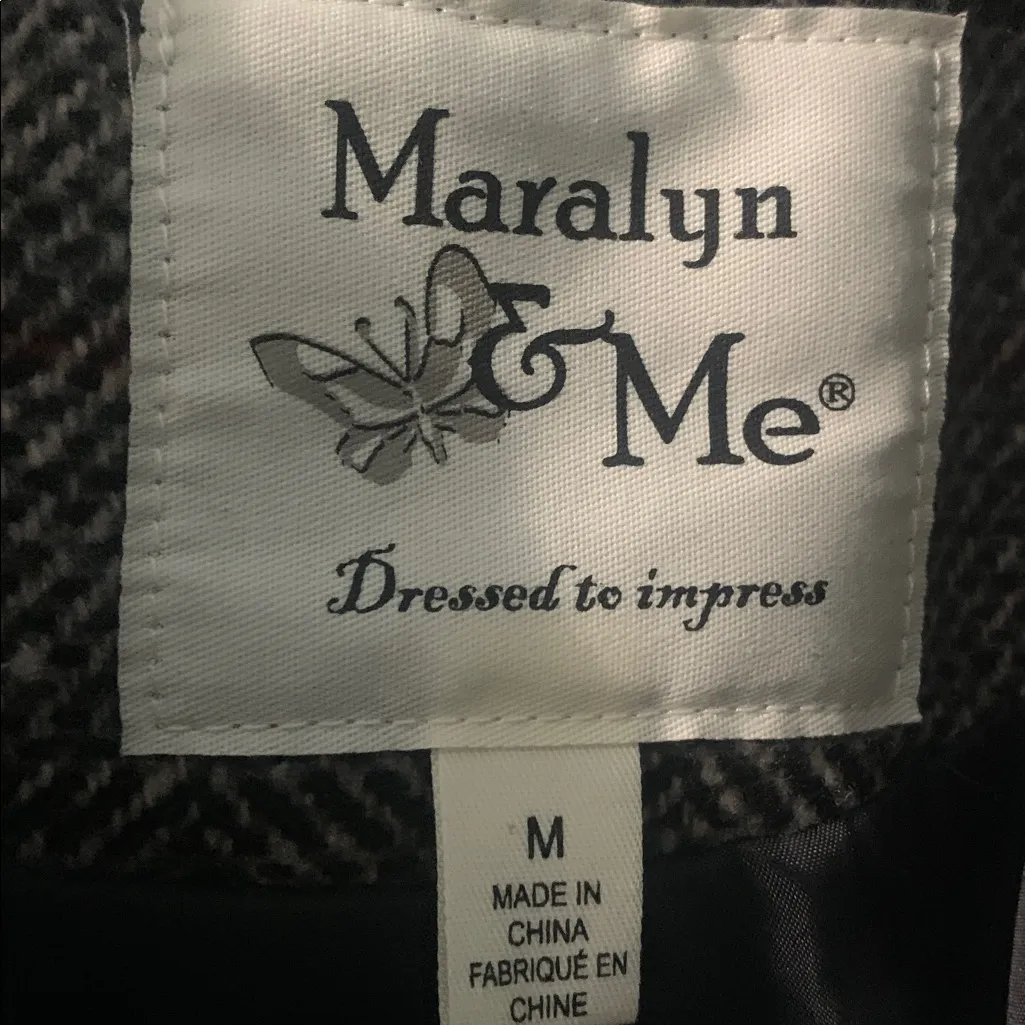 Maralyn
& Me®
Dressed to impress
M
MADE IN
CHINA
FABRIQUÉ EN
CHINE